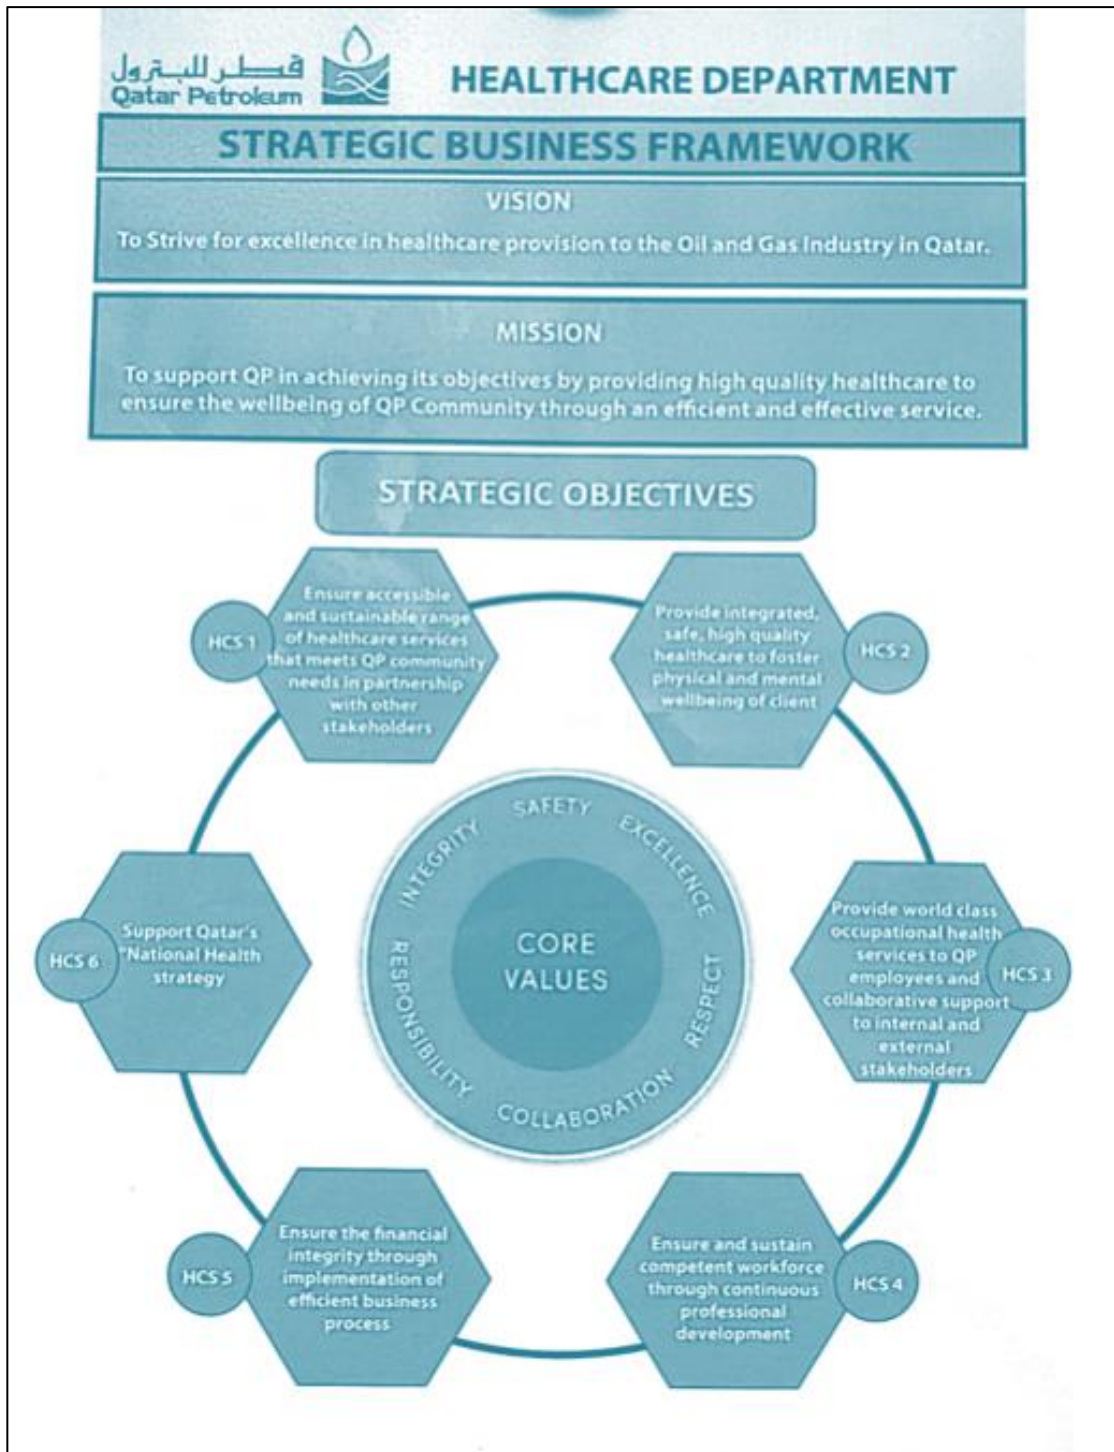 قطر للبترول
Qatar Petroleum
HEALTHCARE DEPARTMENT
STRATEGIC BUSINESS FRAMEWORK
VISION
To Strive for excellence in healthcare provision to the Oil and Gas Industry in Qatar.
MISSION
To support QP in achieving its objectives by providing high quality healthcare to
ensure the wellbeing of QP Community through an efficient and effective service.
STRATEGIC OBJECTIVES
HCS 1
Ensure accessible
and sustainable range
of healthcare services
that meets QP community
needs in partnership
with other
stakeholders
Provide integrated,
safe, high quality
healthcare to foster
physical and mental
wellbeing of client
HCS 2
Provide world class
occupational health
services to QP
employees and
collaborative support
to internal and
external
stakeholders
HCS 3
Ensure and sustain
competent workforce
through continuous
professional
development
HCS 4
HCS 5
Ensure the financial
integrity through
implementation of
efficient business
process
HCS 6
Support Qatar's
"National Health
strategy
CORE
VALUES
SAFETY
EXCELLENCE
RESPECT
COLLABORATION
RESPONSIBILITY
INTEGRITY